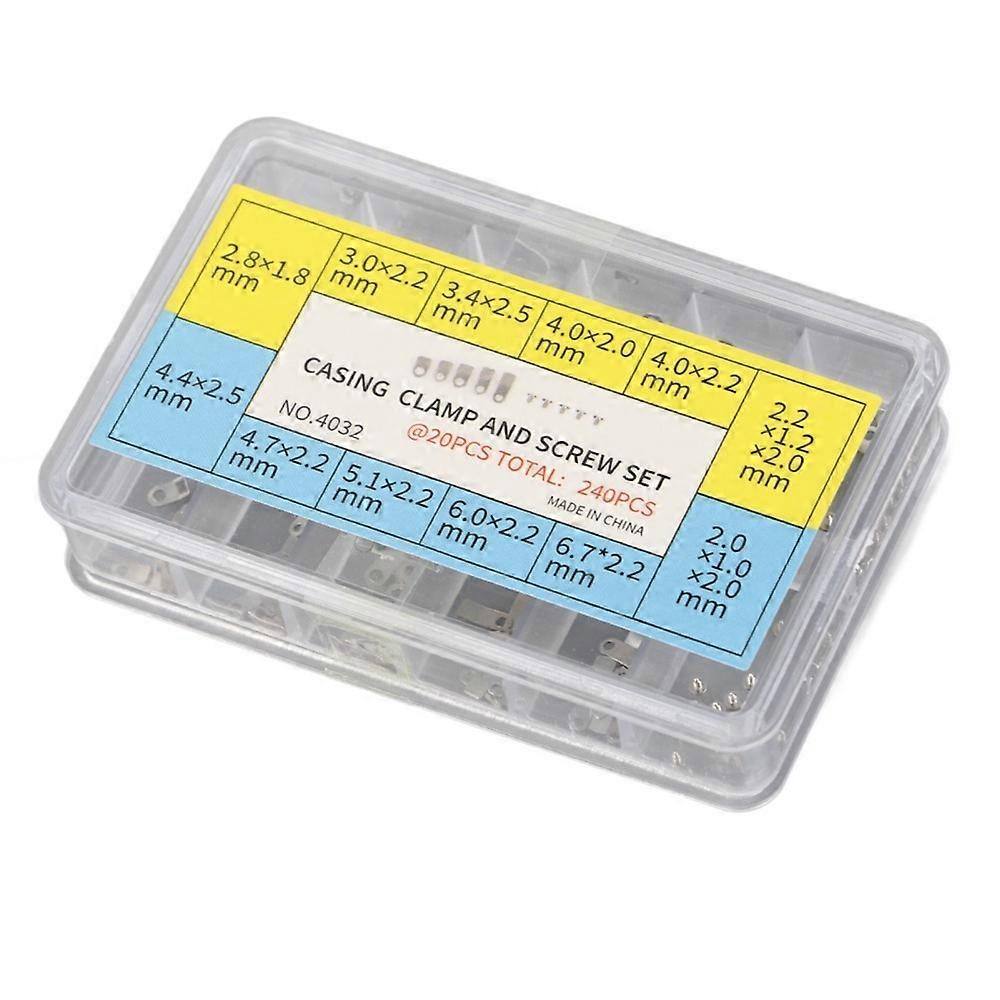 2.8×1.8
mm
3.0×2.2
mm
3.4×2.5
mm
4.0×2.0
mm
4.0×2.2
mm
2.2
×1.2
×2.0
mm
CASING CLAMP AND SCREW SET
NO.4032
@20PCS TOTAL: 240PCS
MADE IN CHINA
4.4×2.5
mm
4.7×2.2
mm
5.1×2.2
mm
6.0×2.2
mm
6.7*2.2
mm
2.0
×1.0
×2.0
mm